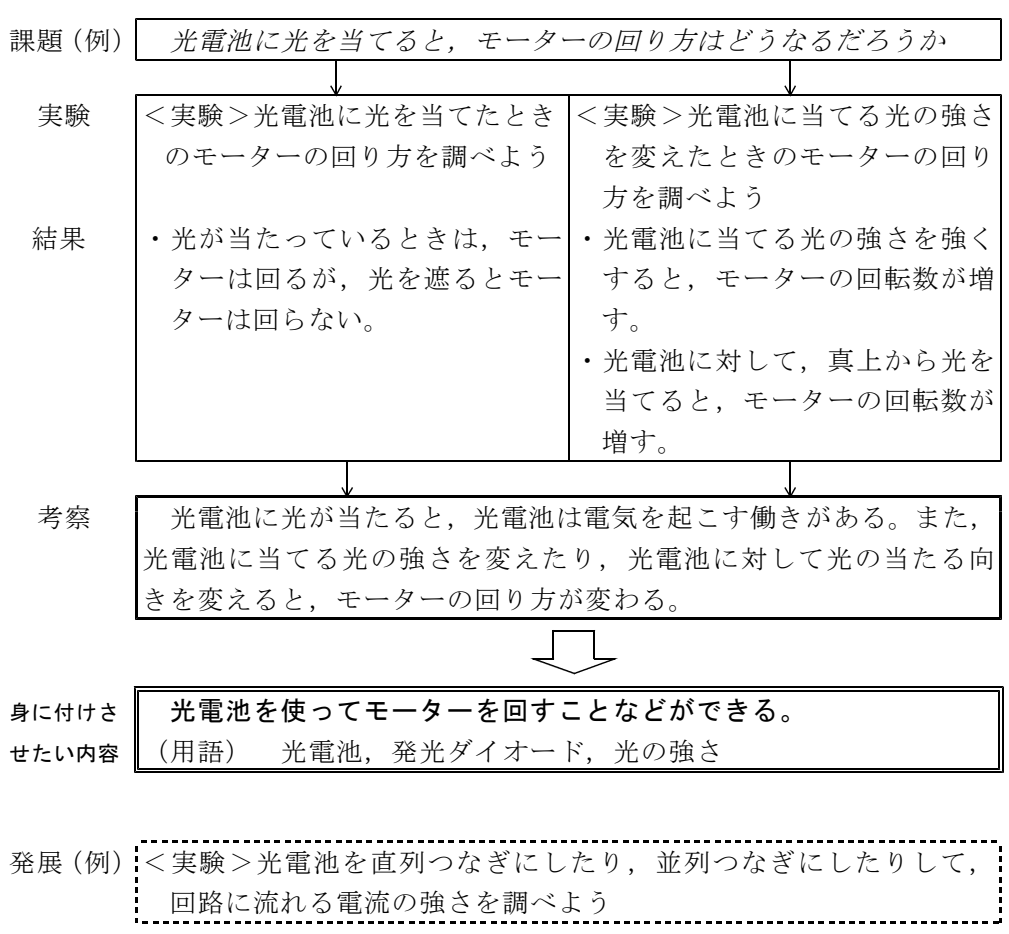 課題（例）
光電池に光を当てると，モーターの回り方はどうなるだろうか
実験
＜実験＞光電池に光を当てたとき
のモーターの回り方を調べよう
＜実験＞光電池に当てる光の強さ
を変えたときのモーターの回り
方を調べよう
結果
・光が当たっているときは，モー
ターは回るが，光を遮るとモー
ターは回らない。
・光電池に当てる光の強さを強く
すると，モーターの回転数が増
す。
・光電池に対して，真上から光を
当てると，モーターの回転数が
増す。
考察
光電池に光が当たると，光電池は電気を起こす働きがある。また，
光電池に当てる光の強さを変えたり，光電池に対して光の当たる向
きを変えると，モーターの回り方が変わる。
身に付けさ
せたい内容
光電池を使ってモーターを回すことなどができる。
（用語）　光電池，発光ダイオード，光の強さ
発展（例）
＜実験＞光電池を直列つなぎにしたり，並列つなぎにしたりして，
回路に流れる電流の強さを調べよう